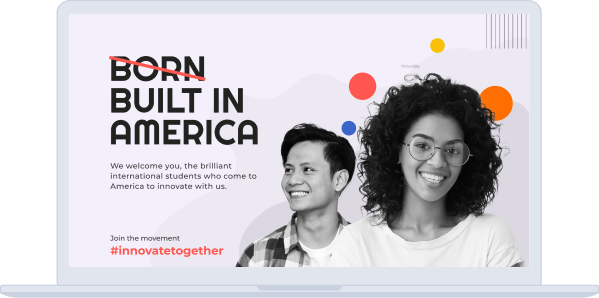 BORN
BUILT IN
AMERICA
We welcome you, the brilliant
international students who come to
America to innovate with us.
Join the movement
#innovatetogether